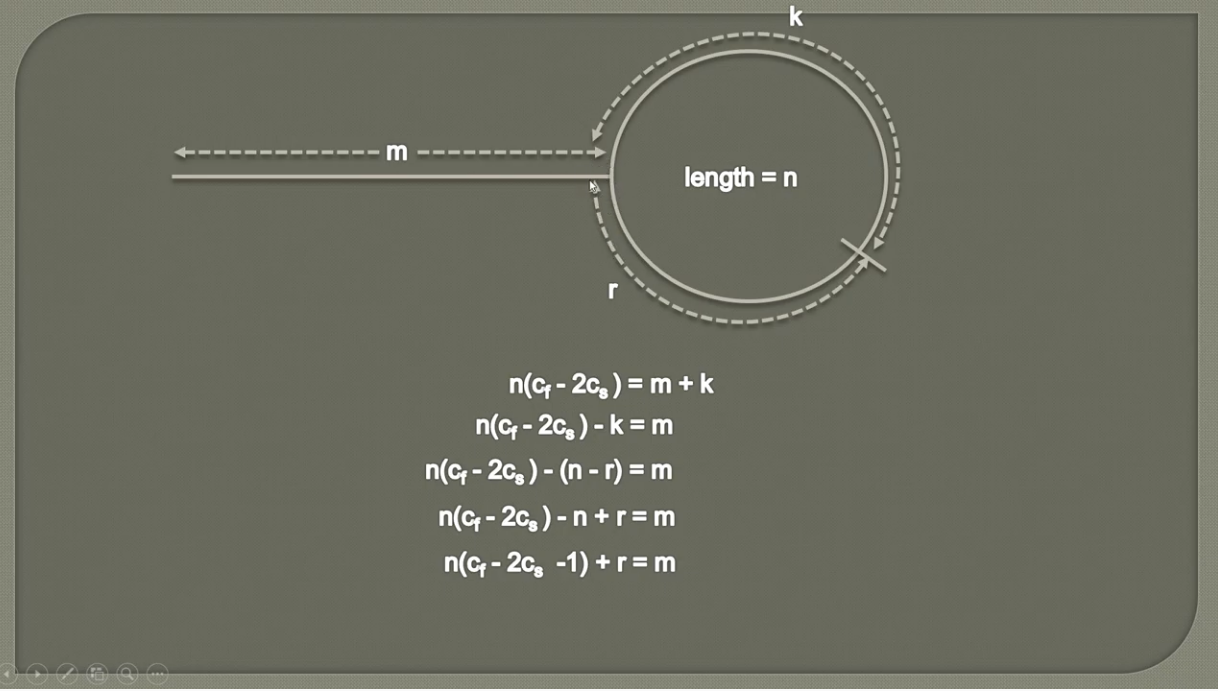 k
m
length = n
r
n(c_f - 2c_s) = m + k
n(c_f - 2c_s) - k = m
n(c_f - 2c_s) - (n - r) = m
n(c_f - 2c_s) - n + r = m
n(c_f - 2c_s -1) + r = m